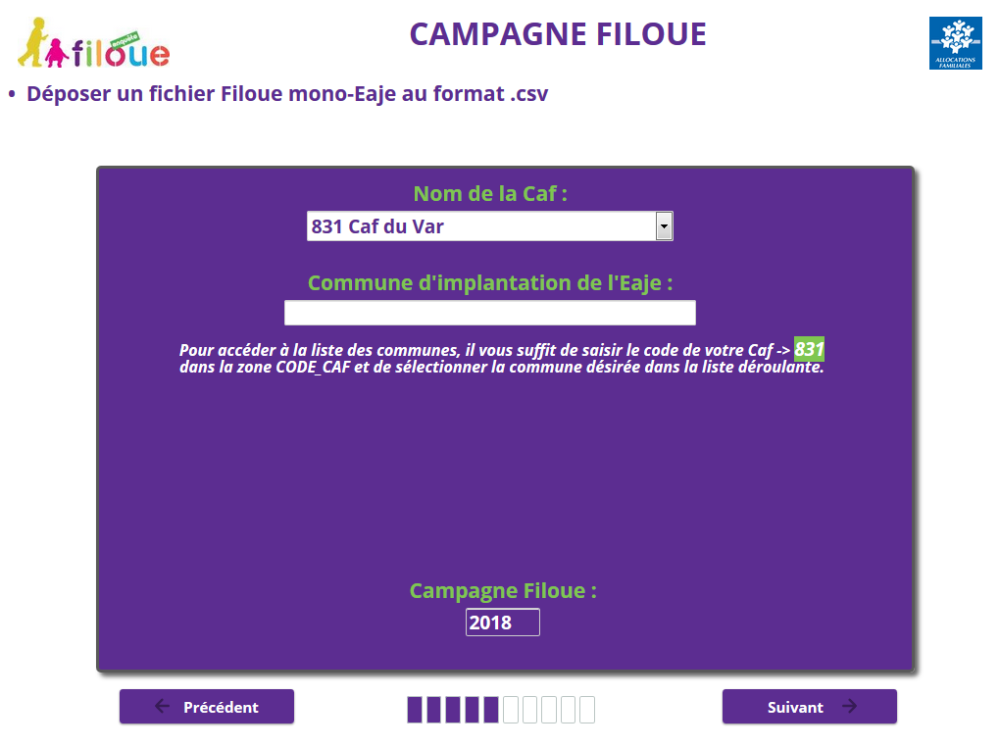 CAMPAGNE FILOUE
enquête
filoue
ALLOCATIONS
FAMILIALES
• Déposer un fichier Filoue mono-Eaje au format .csv
Nom de la Caf :
831 Caf du Var
Commune d'implantation de l'Eaje :
Pour accéder à la liste des communes, il vous suffit de saisir le code de votre Caf -> 831
dans la zone CODE_CAF et de sélectionner la commune désirée dans la liste déroulante.
Campagne Filoue :
2018
Précédent
Suivant